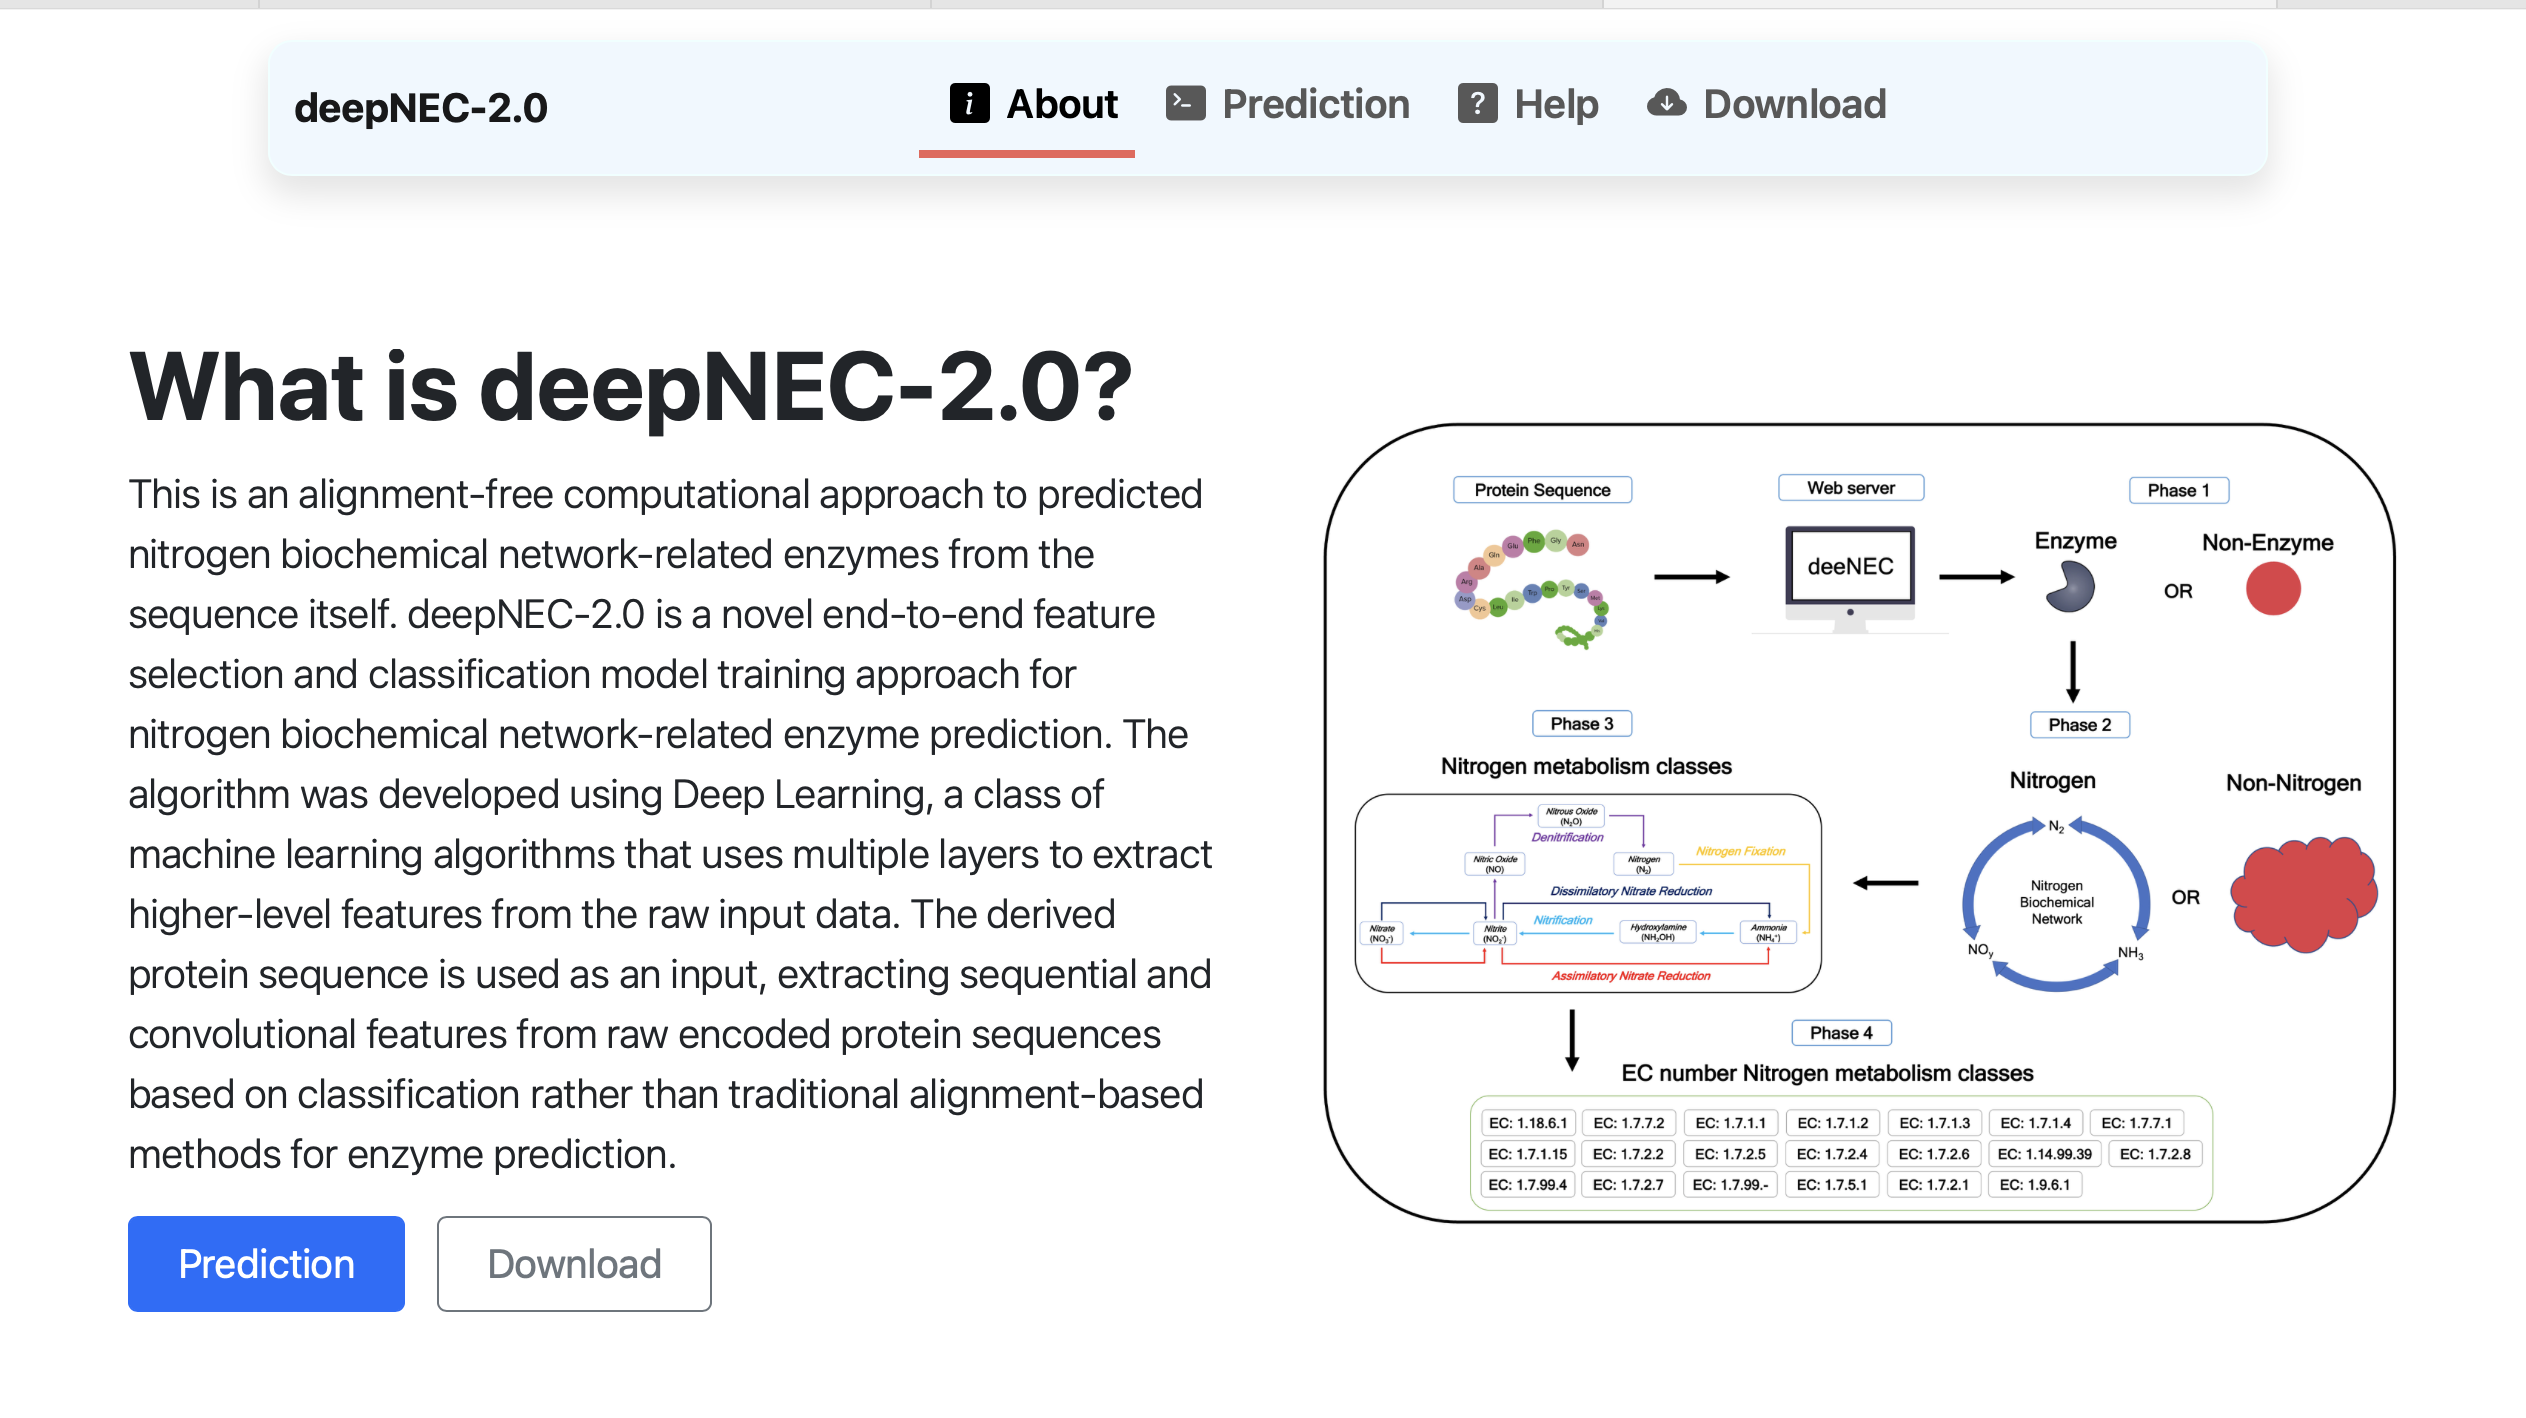 deepNEC-2.0
About
Prediction
Help
Download
What is deepNEC-2.0?
This is an alignment-free computational approach to predicted
nitrogen biochemical network-related enzymes from the
sequence itself. deepNEC-2.0 is a novel end-to-end feature
selection and classification model training approach for
nitrogen biochemical network-related enzyme prediction. The
algorithm was developed using Deep Learning, a class of
machine learning algorithms that uses multiple layers to extract
higher-level features from the raw input data. The derived
protein sequence is used as an input, extracting sequential and
convolutional features from raw encoded protein sequences
based on classification rather than traditional alignment-based
methods for enzyme prediction.
Prediction
Download
Protein Sequence
Web server
Phase 1
Gln
Glu
Phe
Gly
Asn
Ala
Arg
Asp
Cys
Leu
Ile
Trp
Pro
Tyr
deeNEC
Enzyme
OR
Non-Enzyme
Phase 2
Nitrogen
Non-Nitrogen
N₂
Nitrogen
Biochemical
Network
NOy
NH₃
OR
Phase 3
Nitrogen metabolism classes
Nitrous Oxide
(N₂O)
Denitrification
Nitric Oxide
(NO)
Nitrogen
(N₂)
Nitrogen Fixation
Dissimilatory Nitrate Reduction
Nitrification
Nitrate
(NO₃⁻)
Nitrite
(NO₂⁻)
Hydroxylamine
(NH₂OH)
Ammonia
(NH₄⁺)
Assimilatory Nitrate Reduction
Phase 4
EC number Nitrogen metabolism classes
EC: 1.18.6.1 EC: 1.7.7.2 EC: 1.7.1.1 EC: 1.7.1.2 EC: 1.7.1.3 EC: 1.7.1.4 EC: 1.7.7.1
EC: 1.7.1.15 EC: 1.7.2.2 EC: 1.7.2.5 EC: 1.7.2.4 EC: 1.7.2.6 EC: 1.14.99.39 EC: 1.7.2.8
EC: 1.7.99.4 EC: 1.7.2.7 EC: 1.7.99.- EC: 1.7.5.1 EC: 1.7.2.1 EC: 1.9.6.1